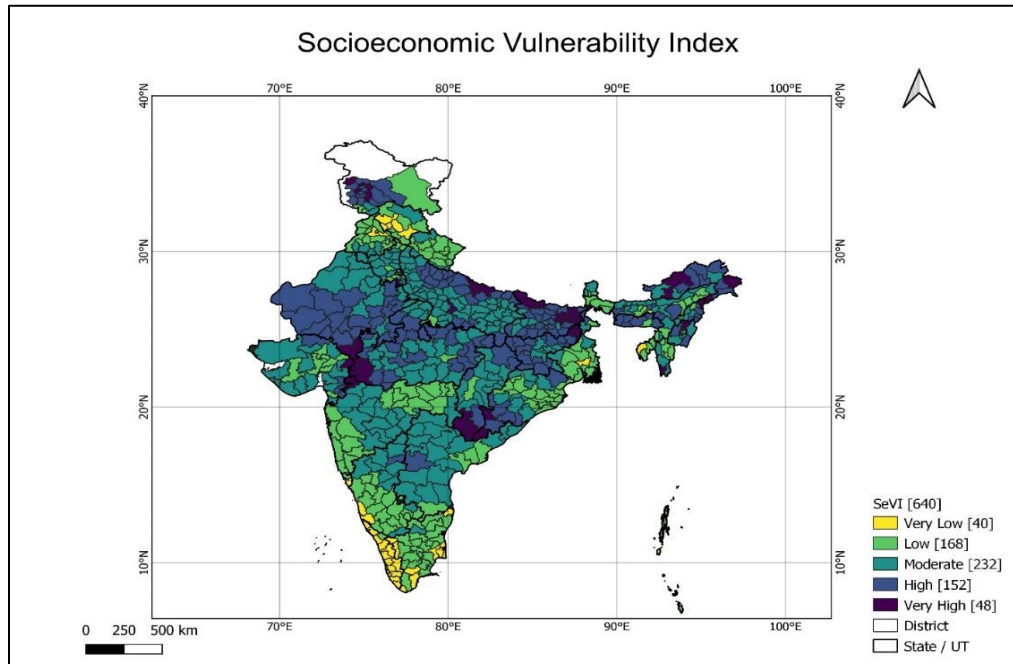 Socioeconomic Vulnerability Index
70°E 80°E 90°E 100°E
40°N 40°N
30°N 30°N
20°N 20°N
10°N 10°N
70°E 80°E 90°E 100°E
0 250 500 km
SeVI [640]
Very Low [40]
Low [168]
Moderate [232]
High [152]
Very High [48]
District
State / UT